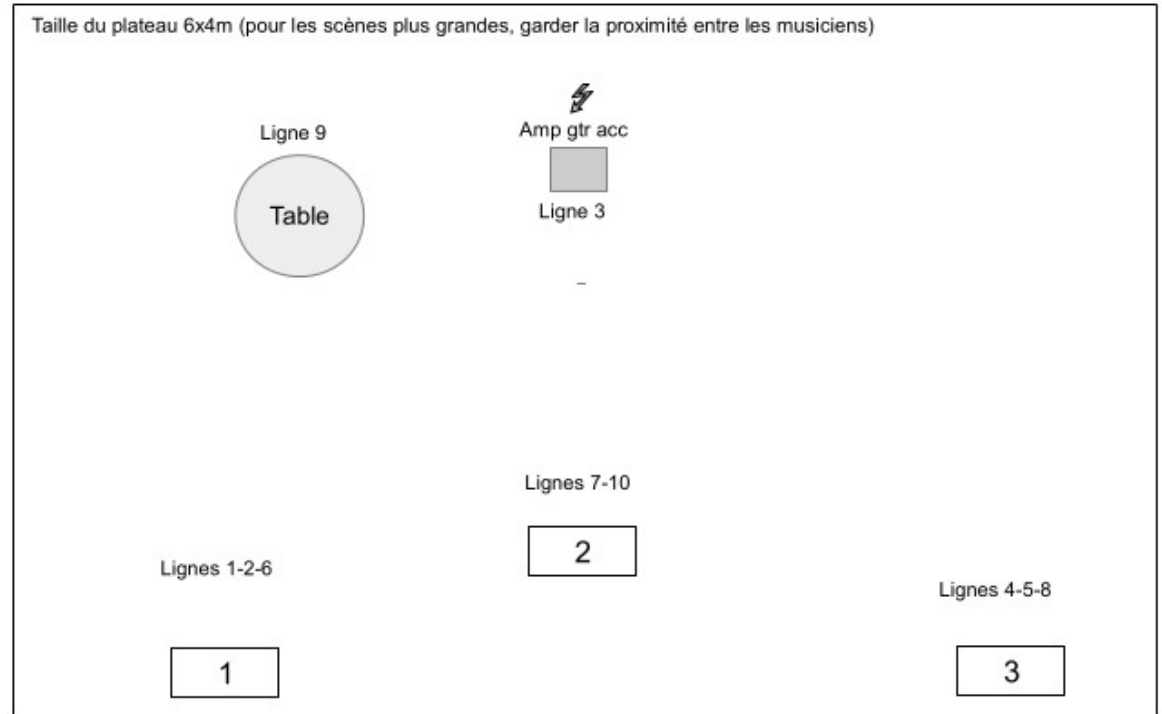 Taille du plateau 6x4m (pour les scènes plus grandes, garder la proximité entre les musiciens)
Ligne 9
Amp gtr acc
Table
Ligne 3
Lignes 7-10
2
Lignes 1-2-6
Lignes 4-5-8
1
3